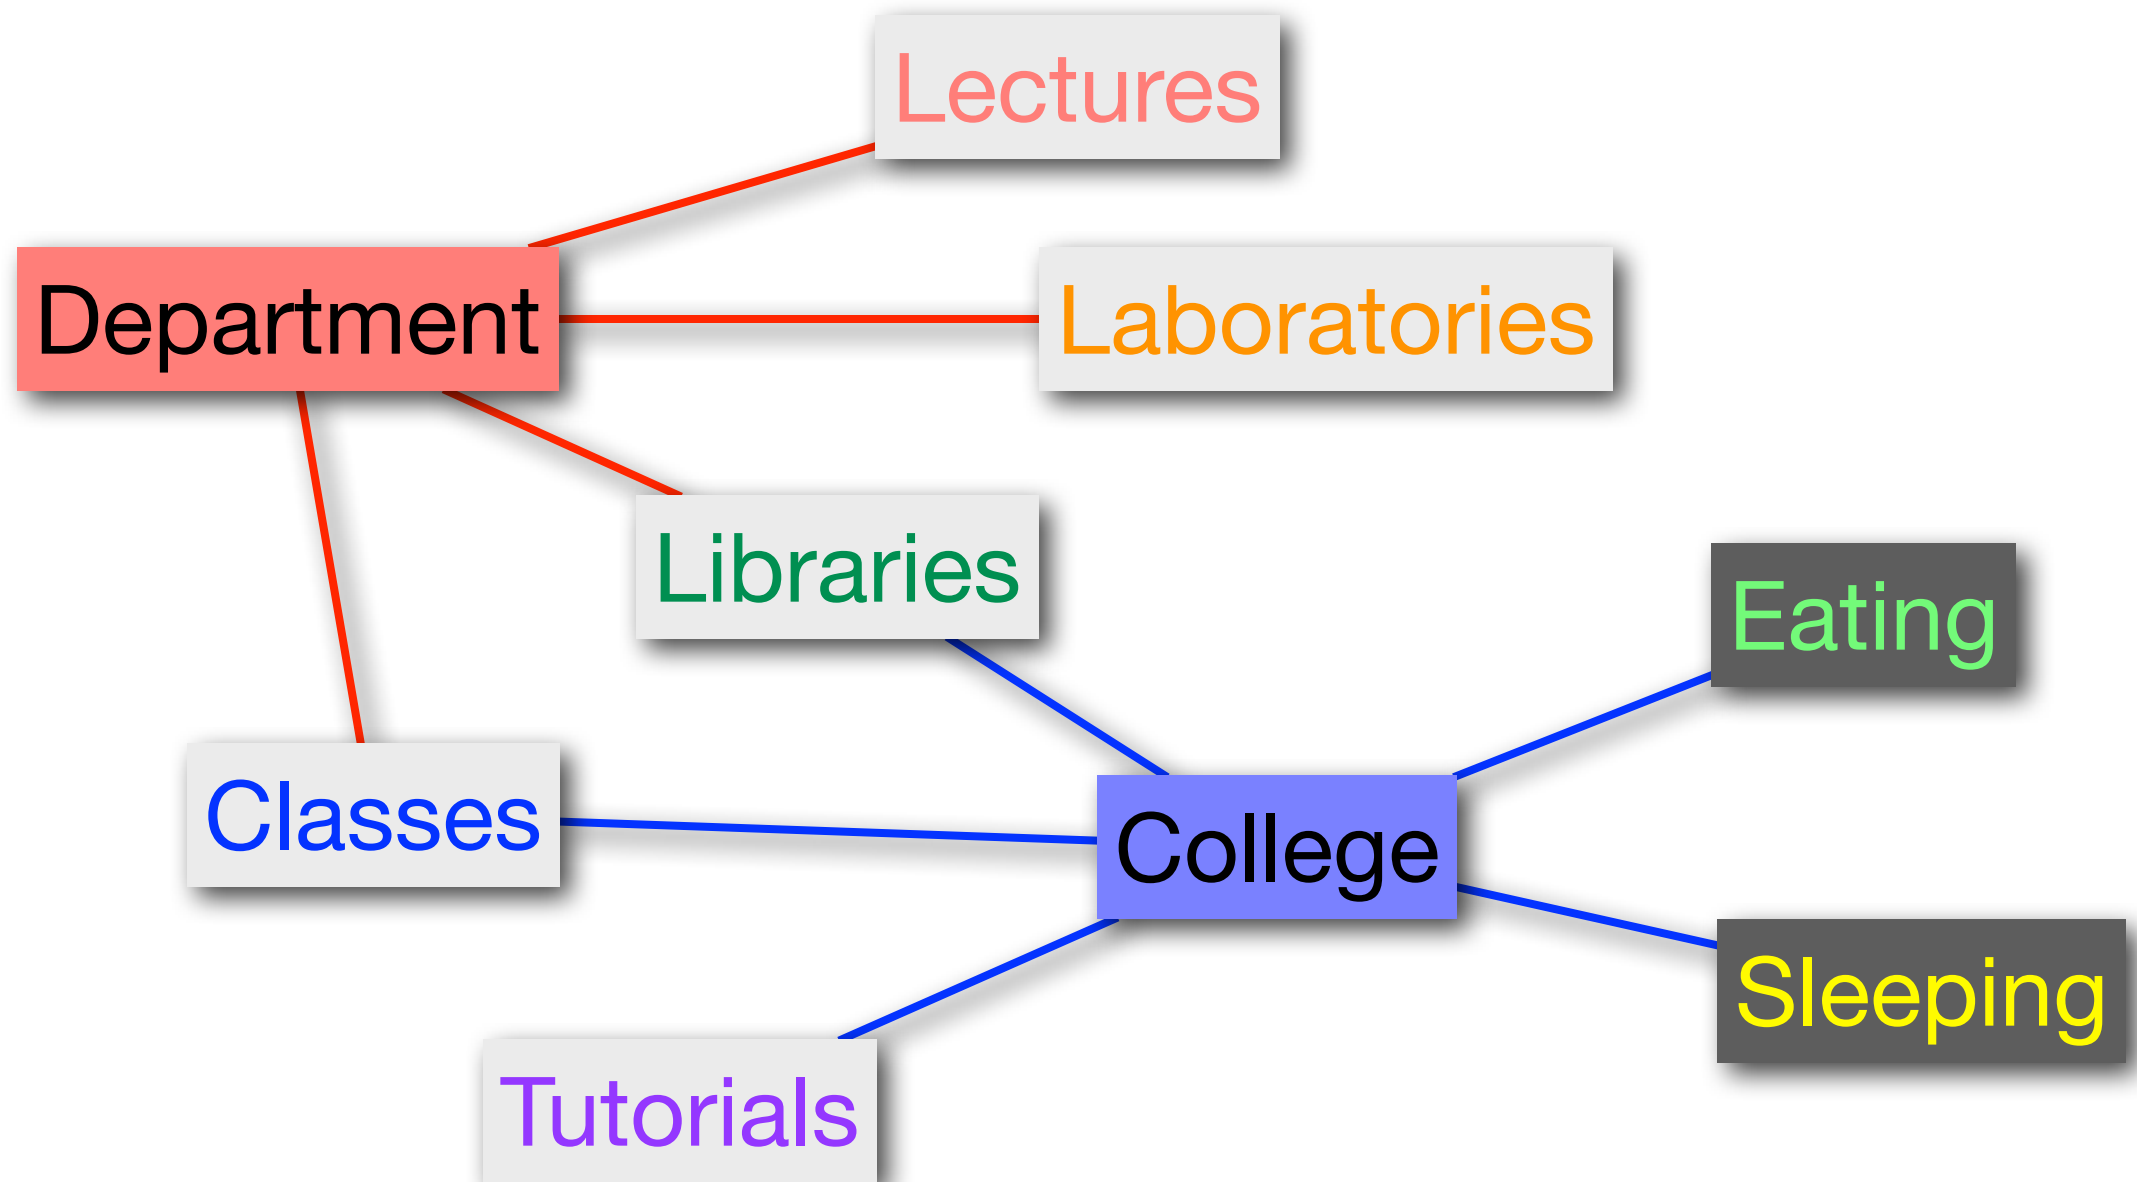 Lectures
Department
Laboratories
Libraries
Eating
Classes
College
Sleeping
Tutorials